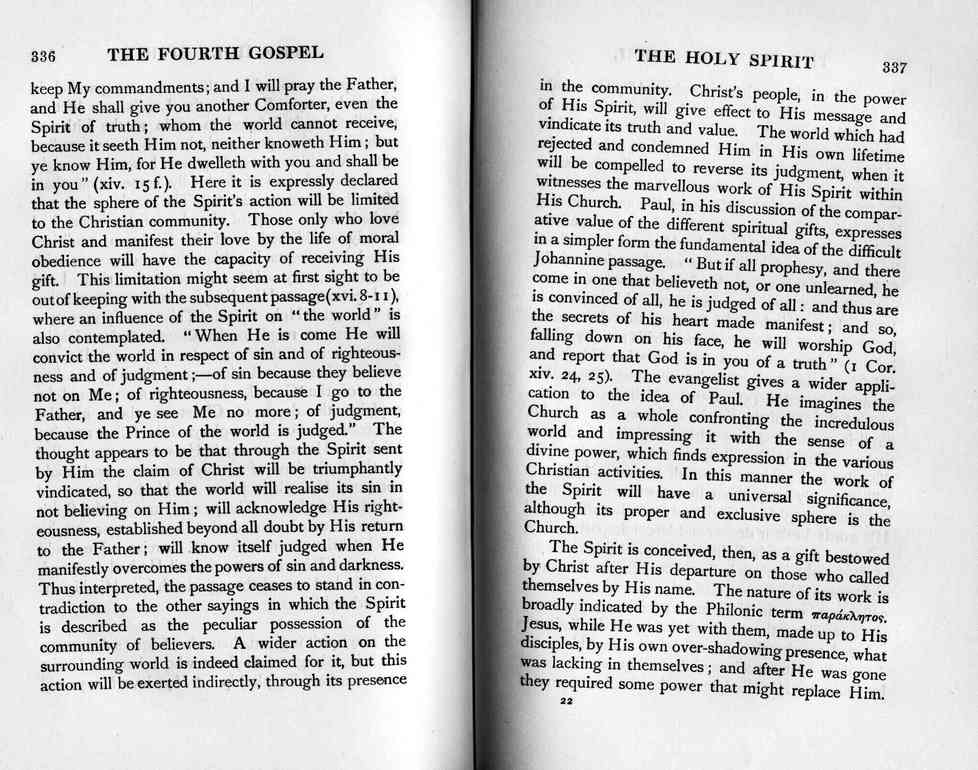 336 THE FOURTH GOSPEL
keep My commandments; and I will pray the Father,
and He shall give you another Comforter, even the
Spirit of truth; whom the world cannot receive,
because it seeth Him not, neither knoweth Him; but
ye know Him, for He dwelleth with you and shall be
in you" (xiv. 15 f.). Here it is expressly declared
that the sphere of the Spirit's action will be limited
to the Christian community. Those only who love
Christ and manifest their love by the life of moral
obedience will have the capacity of receiving His
gift. This limitation might seem at first sight to be
out of keeping with the subsequent passage (xvi. 8-11),
where an influence of the Spirit on "the world" is
also contemplated. "When He is come He will
convict the world in respect of sin and of righteous-
ness and of judgment;—of sin because they believe
not on Me; of righteousness, because I go to the
Father, and ye see Me no more; of judgment,
because the Prince of the world is judged." The
thought appears to be that through the Spirit sent
by Him the claim of Christ will be triumphantly
vindicated, so that the world will realise its sin in
not believing on Him; will acknowledge His right-
eousness, established beyond all doubt by His return
to the Father; will know itself judged when He
manifestly overcomes the powers of sin and darkness.
Thus interpreted, the passage ceases to stand in con-
tradiction to the other sayings in which the Spirit
is described as the peculiar possession of the
community of believers. A wider action on the
surrounding world is indeed claimed for it, but this
action will be exerted indirectly, through its presence
THE HOLY SPIRIT 337
in the community. Christ's people, in the power
of His Spirit, will give effect to His message and
vindicate its truth and value. The world which had
rejected and condemned Him in His own lifetime
will be compelled to reverse its judgment, when it
witnesses the marvellous work of His Spirit within
His Church. Paul, in his discussion of the compar-
ative value of the different spiritual gifts, expresses
in a simpler form the fundamental idea of the difficult
Johannine passage. "But if all prophesy, and there
come in one that believeth not, or one unlearned, he
is convinced of all, he is judged of all: and thus are
the secrets of his heart made manifest; and so,
falling down on his face, he will worship God,
and report that God is in you of a truth" (1 Cor.
xiv. 24, 25). The evangelist gives a wider appli-
cation to the idea of Paul. He imagines the
Church as a whole confronting the incredulous
world and impressing it with the sense of a
divine power, which finds expression in the various
Christian activities. In this manner the work of
the Spirit will have a universal significance,
although its proper and exclusive sphere is the
Church.
The Spirit is conceived, then, as a gift bestowed
by Christ after His departure on those who called
themselves by His name. The nature of its work is
broadly indicated by the Philonic term παράκλητος.
Jesus, while He was yet with them, made up to His
disciples, by His own over-shadowing presence, what
was lacking in themselves; and after He was gone
they required some power that might replace Him.
22